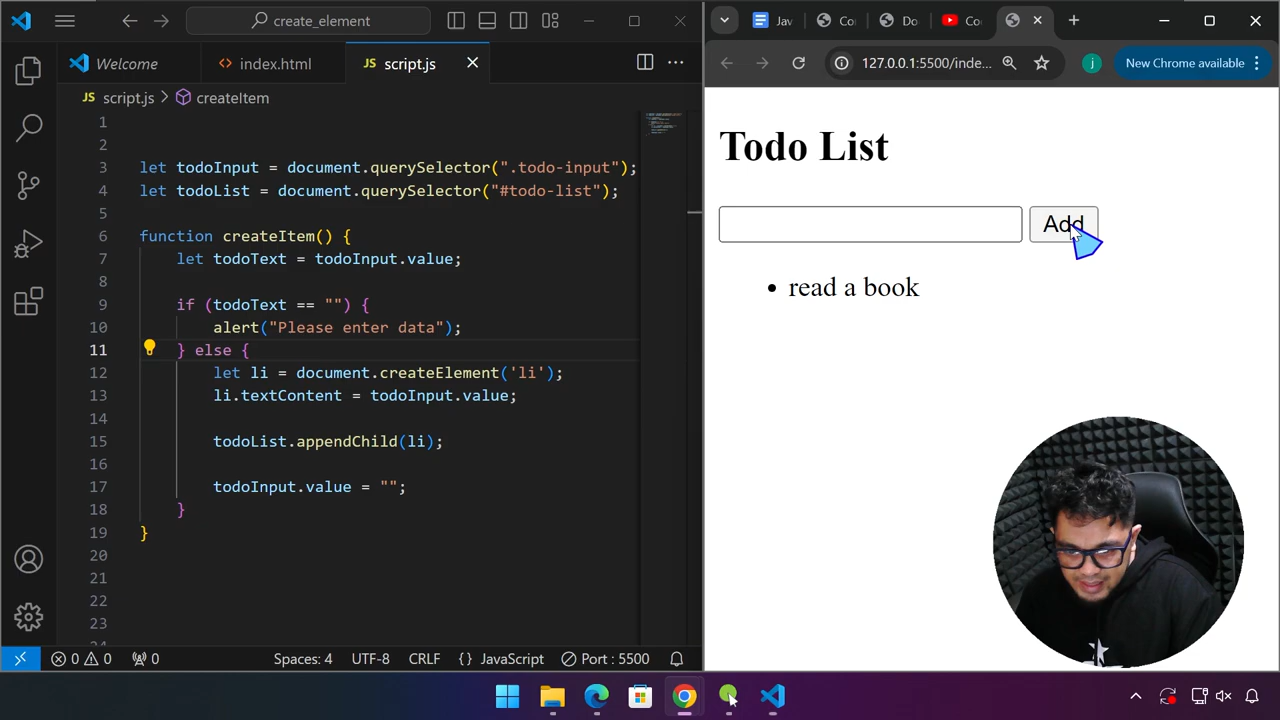 create_element
Welcome
index.html
JS script.js
JS script.js > createItem
1
2
3 let todoInput = document.querySelector(".todo-input");
4 let todoList = document.querySelector("#todo-list");
5
6 function createItem() {
7 let todoText = todoInput.value;
8
9 if (todoText == "") {
10 alert("Please enter data");
11 } else {
12 let li = document.createElement('li');
13 li.textContent = todoInput.value;
14
15 todoList.appendChild(li);
16
17 todoInput.value = "";
18 }
19 }
20
21
22
23
0 0 0
Spaces: 4 UTF-8 CRLF {} JavaScript Port : 5500
Jav Co Do Co
127.0.0.1:5500/inde...
j
New Chrome available
Todo List
Add
• read a book